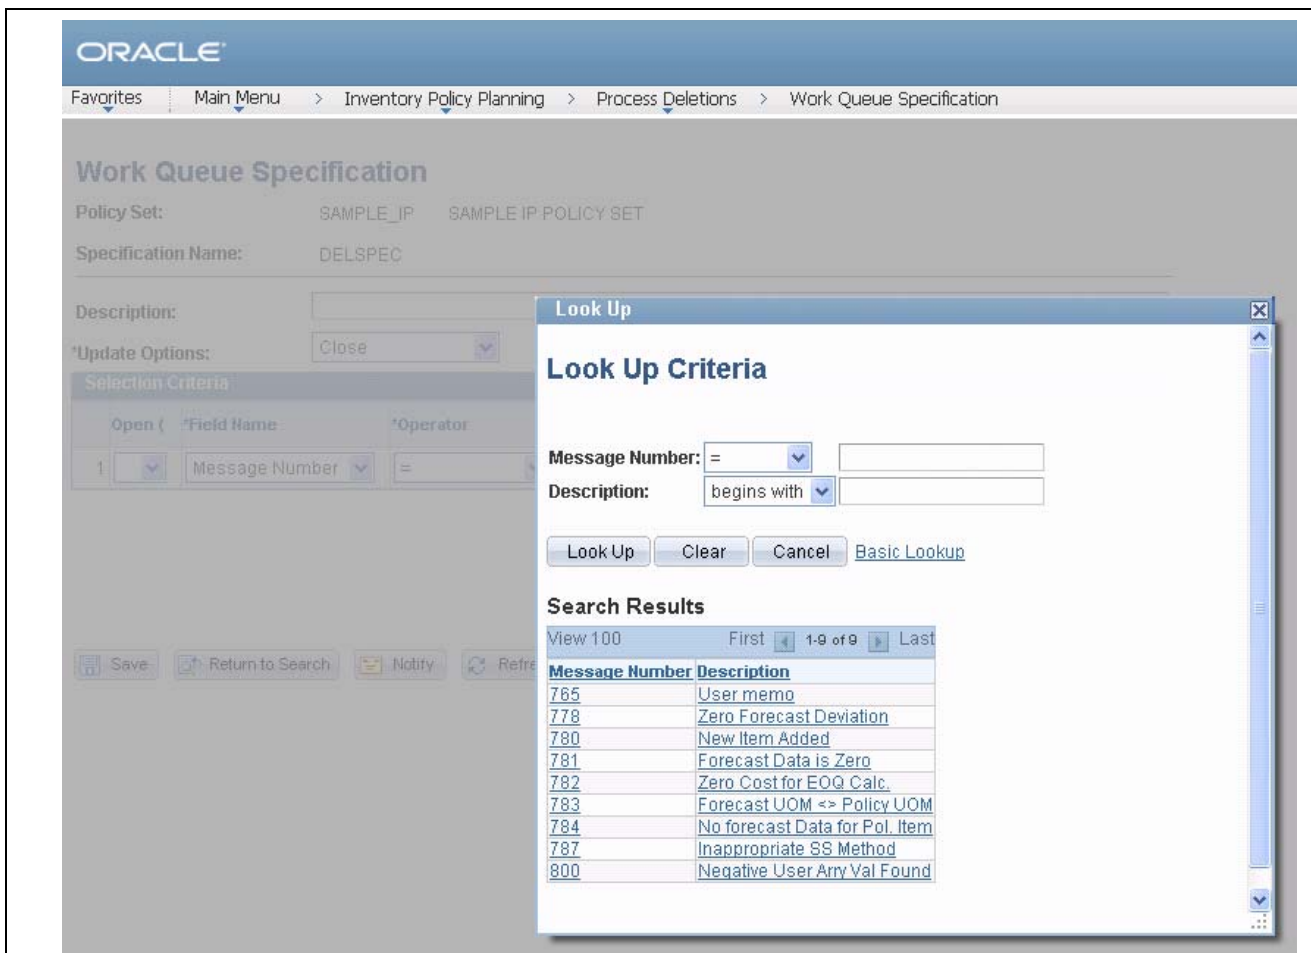 ORACLE
Favorites Main Menu > Inventory Policy Planning > Process Deletions > Work Queue Specification
Work Queue Specification
Policy Set: SAMPLE_IP SAMPLE IP POLICY SET
Specification Name: DELSPEC
Description:
*Update Options: Close
Selection Criteria
Open ( *Field Name *Operator
1 Message Number =
Save Return to Search Notify Refre
Look Up
Look Up Criteria
Message Number: =
Description: begins with
Look Up Clear Cancel Basic Lookup
Search Results
View 100 First 1-9 of 9 Last
Message Number Description
765 User memo
778 Zero Forecast Deviation
780 New Item Added
781 Forecast Data is Zero
782 Zero Cost for EOQ Calc.
783 Forecast UOM <> Policy UOM
784 No forecast Data for Pol. Item
787 Inappropriate SS Method
800 Negative User Arry Val Found